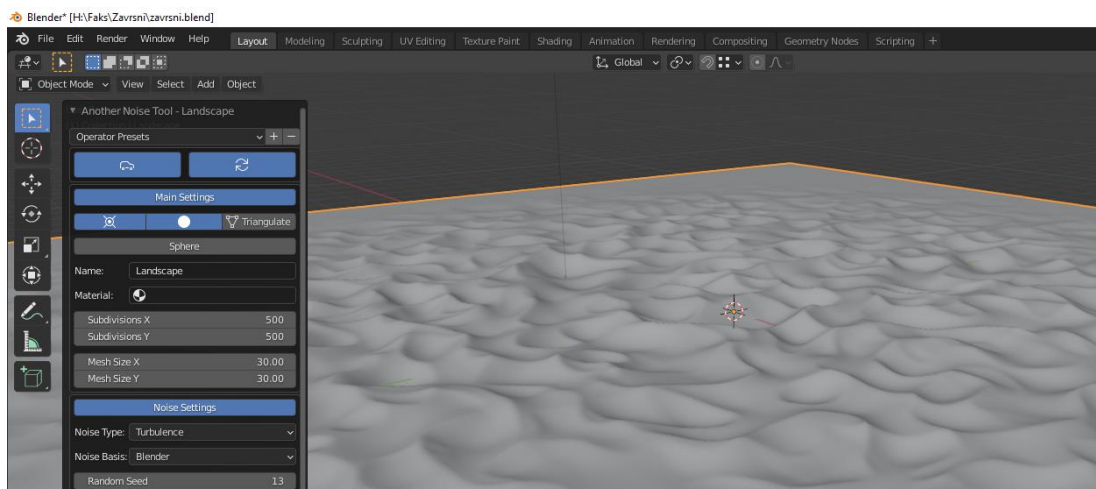 Blender* [H:\Faks\Zavrsni\zavrsni.blend]
File Edit Render Window Help Layout Modeling Sculpting UV Editing Texture Paint Shading Animation Rendering Compositing Geometry Nodes Scripting +
Global
Object Mode View Select Add Object
Another Noise Tool - Landscape
Operator Presets
Main Settings
Triangulate
Sphere
Name: Landscape
Material:
Subdivisions X 500
Subdivisions Y 500
Mesh Size X 30.00
Mesh Size Y 30.00
Noise Settings
Noise Type: Turbulence
Noise Basis: Blender
Random Seed 13